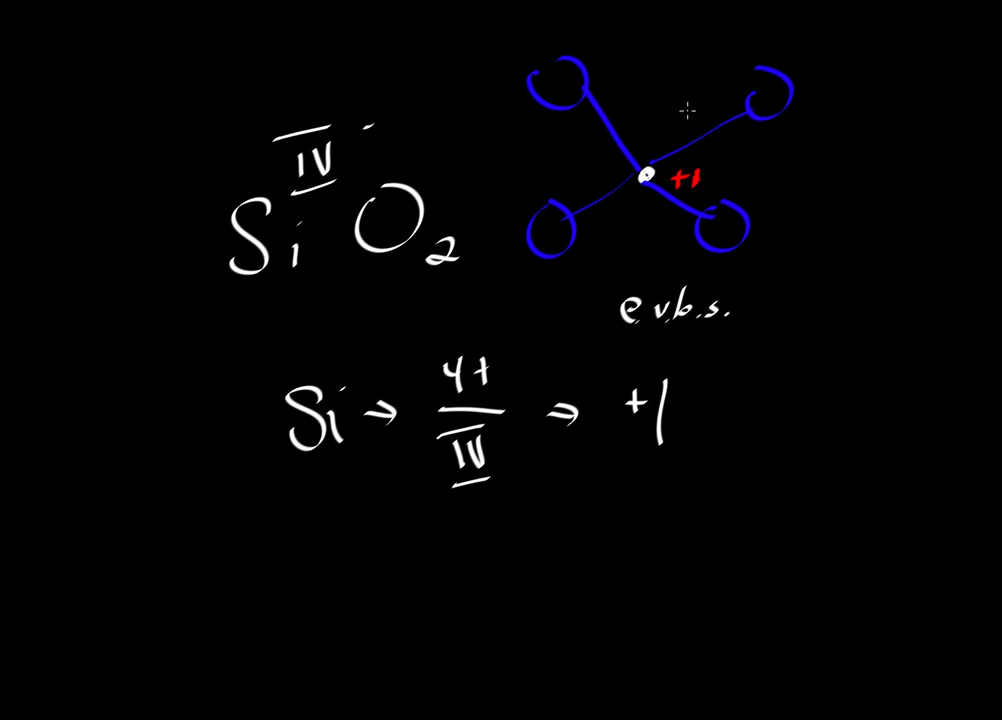 IV
SiO2
+1
e.v.b.s.
Si → 4+/IV → +1